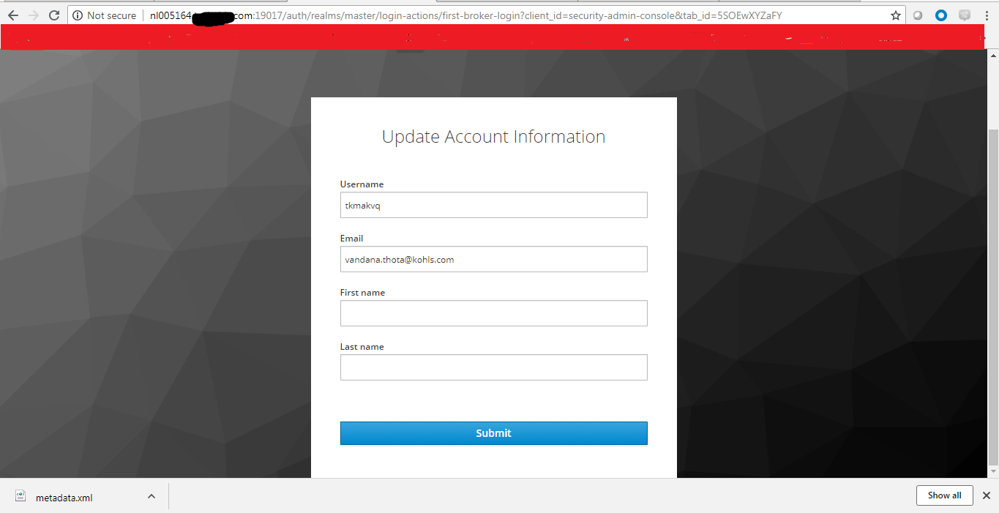 Not secure
nl005164. com:19017/auth/realms/master/login-actions/first-broker-login?client_id=security-admin-console&tab_id=5SOEwXYZaFY
Update Account Information
Username
tkmakvq
Email
vandana.thota@kohls.com
First name
Last name
Submit
metadata.xml
Show all